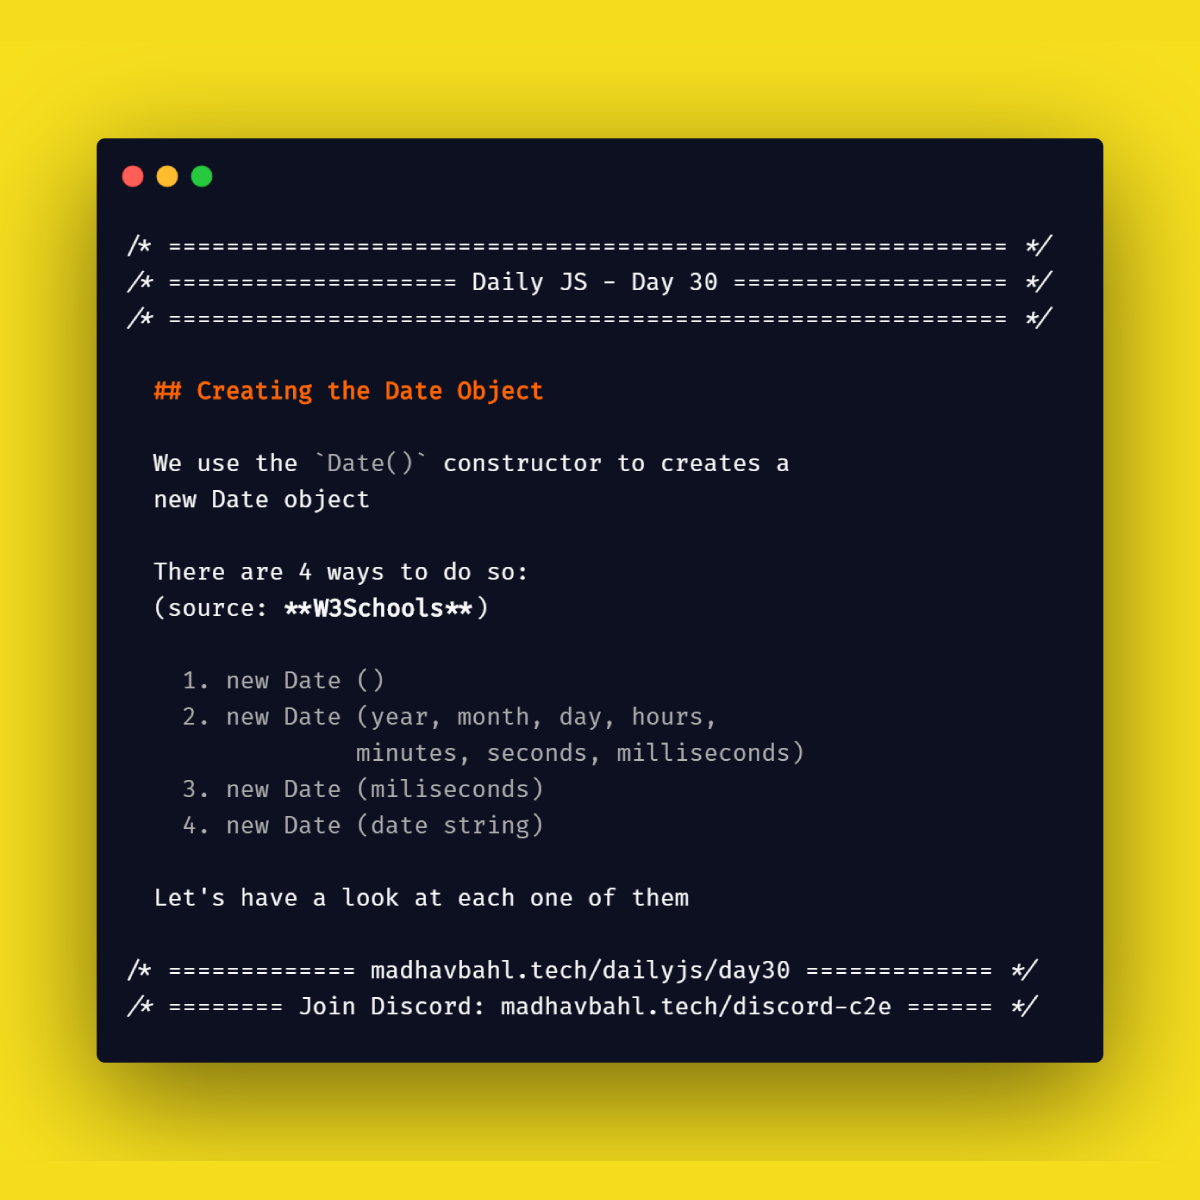 /* ========================================================== */
/* ==================== Daily JS - Day 30 =================== */
/* ========================================================== */
## Creating the Date Object
We use the `Date()` constructor to creates a
new Date object
There are 4 ways to do so:
(source: **W3Schools**)
1. new Date ()
2. new Date (year, month, day, hours,
minutes, seconds, milliseconds)
3. new Date (miliseconds)
4. new Date (date string)
Let's have a look at each one of them
/* ============= madhavbahl.tech/dailyjs/day30 ============= */
/* ======== Join Discord: madhavbahl.tech/discord-c2e ====== */